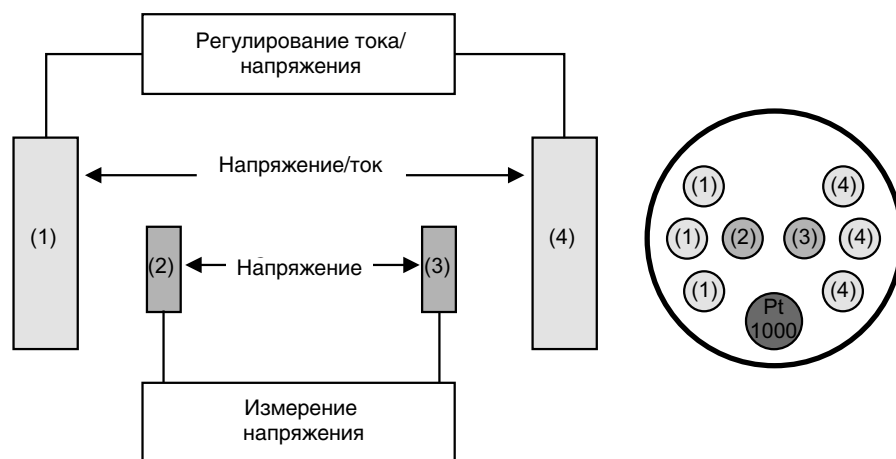 Регулирование тока/
напряжения
Напряжение/ток
(1)
(4)
(2)
Напряжение
(3)
Измерение
напряжения
(1) (4)
(1) (2) (3) (4)
(1) (4)
Pt
1000